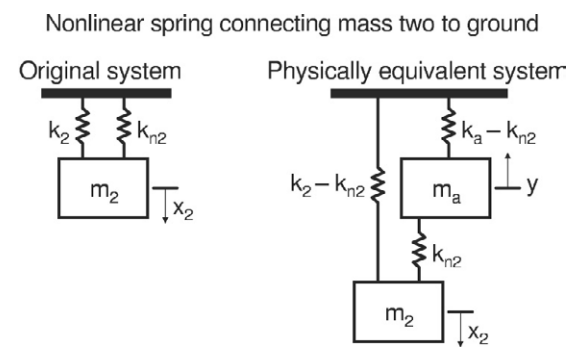 Nonlinear spring connecting mass two to ground
Original system
Physically equivalent system
k₂
kₙ₂
m₂
x₂
kₐ – kₙ₂
k₂ – kₙ₂
mₐ
y
kₙ₂
m₂
x₂